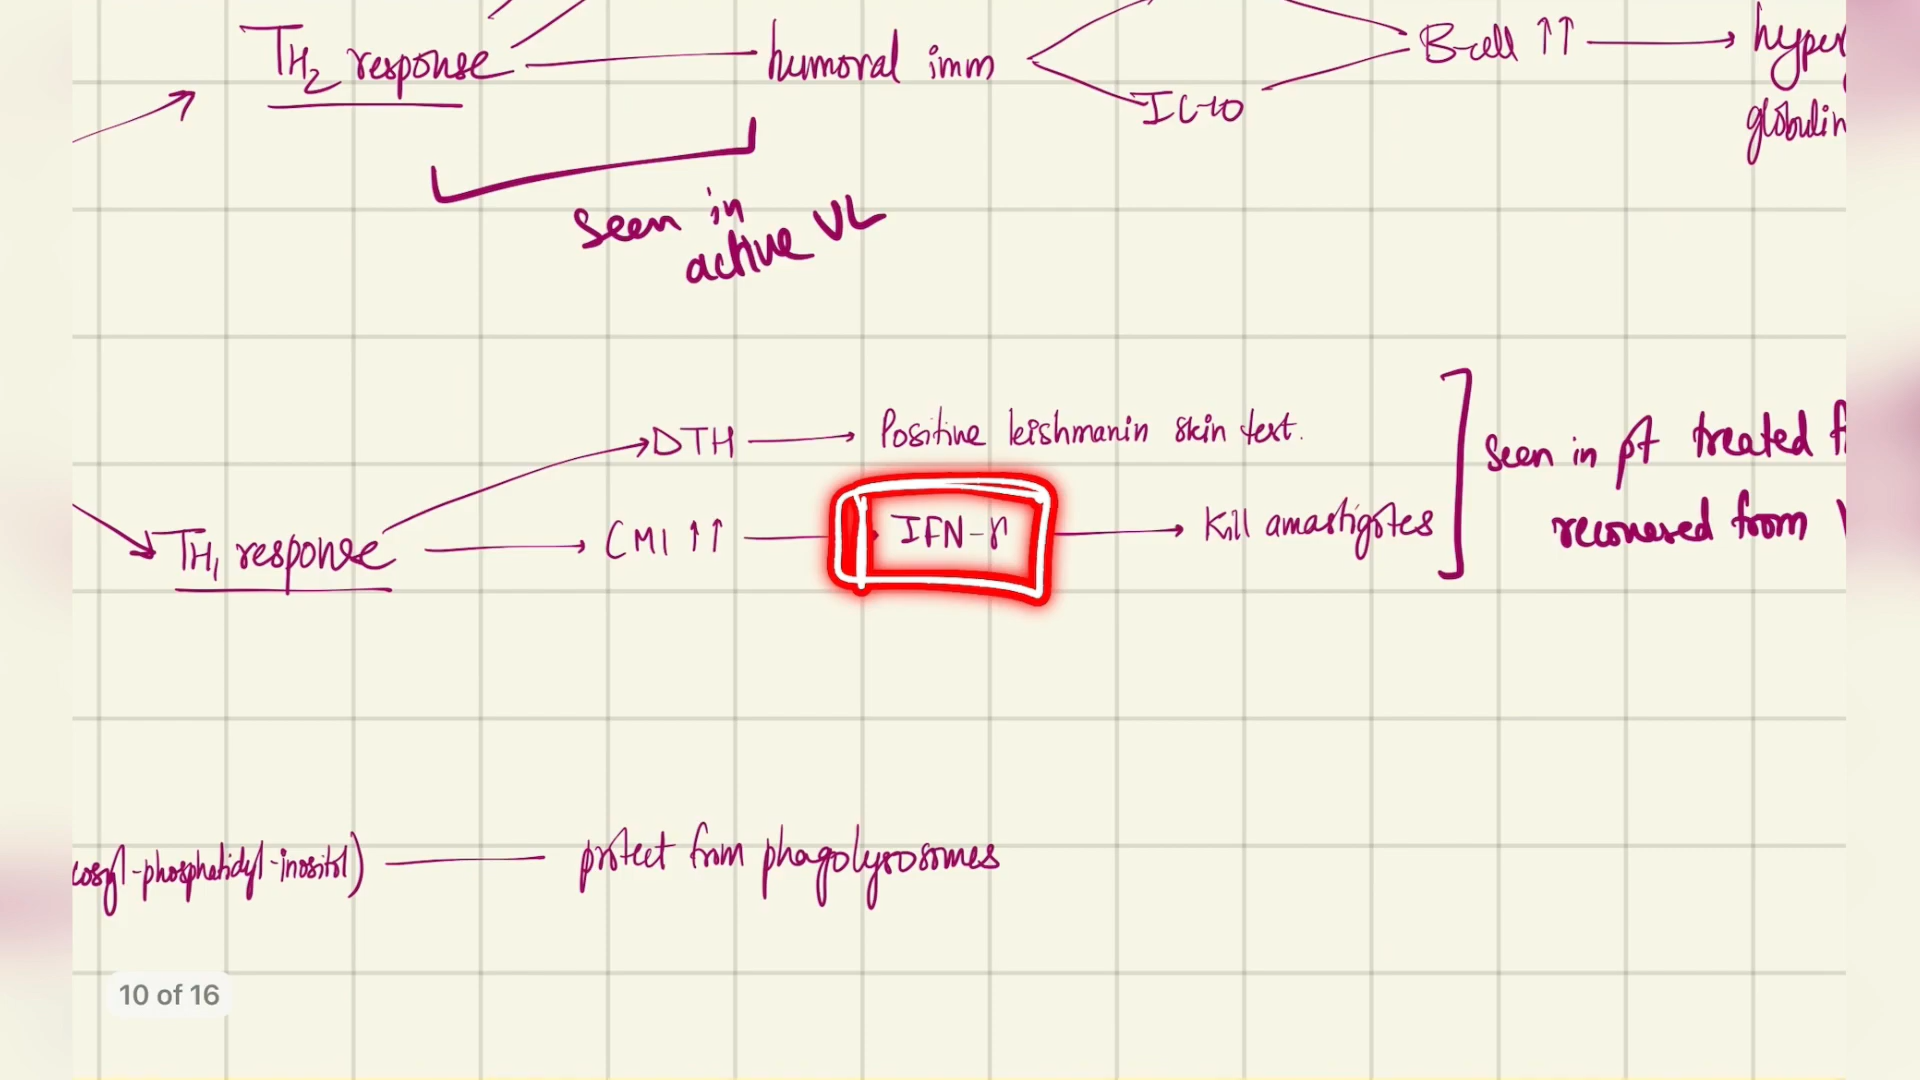 TH2 response
humoral imm
B-cell ↑↑
hyper
globulin
IL-10
Seen in
active VL
DTH
Positive leishmanin skin test.
Seen in pt treated
TH1 response
CMI ↑↑
IFN-γ
Kill amastigotes
recovered from
cosyl-phosphatidyl-inositol)
protect from phagolysosomes
10 of 16